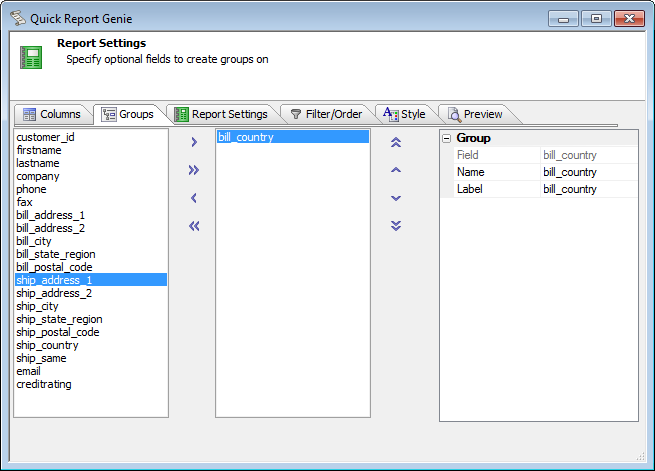 Quick Report Genie
Report Settings
Specify optional fields to create groups on
Columns
Groups
Report Settings
Filter/Order
Style
Preview
customer_id
firstname
lastname
company
phone
fax
bill_address_1
bill_address_2
bill_city
bill_state_region
bill_postal_code
ship_address_1
ship_address_2
ship_city
ship_state_region
ship_postal_code
ship_country
ship_same
email
creditrating
bill_country
Group
Field bill_country
Name bill_country
Label bill_country